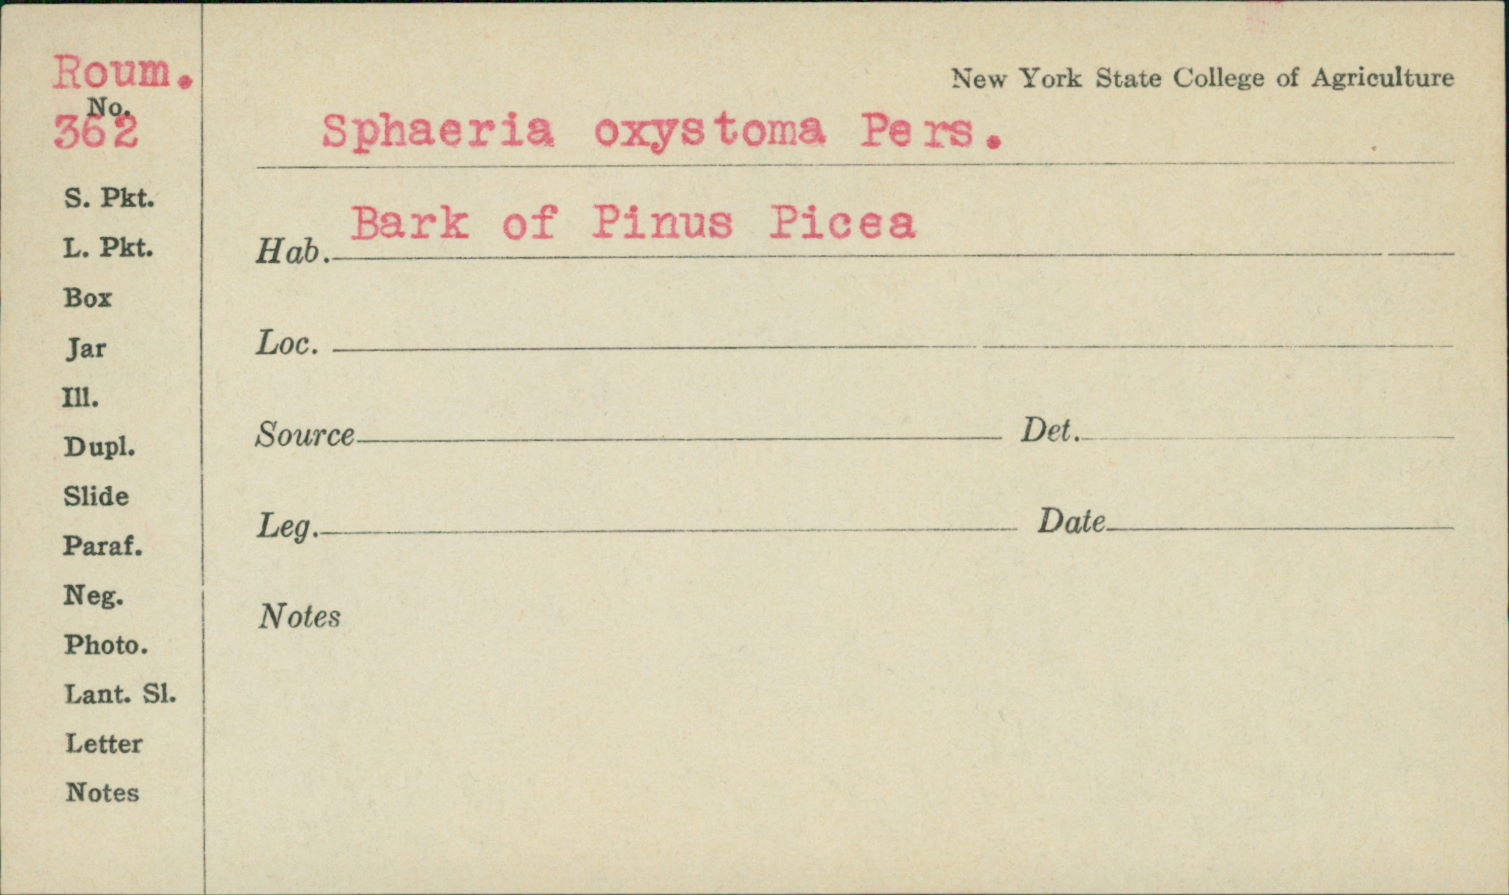 Roum.
No.
362
S. Pkt.
L. Pkt.
Box
Jar
Ill.
Dupl.
Slide
Paraf.
Neg.
Photo.
Lant. Sl.
Letter
Notes
New York State College of Agriculture
Sphaeria oxystoma Pers.
Hab. Bark of Pinus Picea
Loc.
Source Det.
Leg. Date
Notes